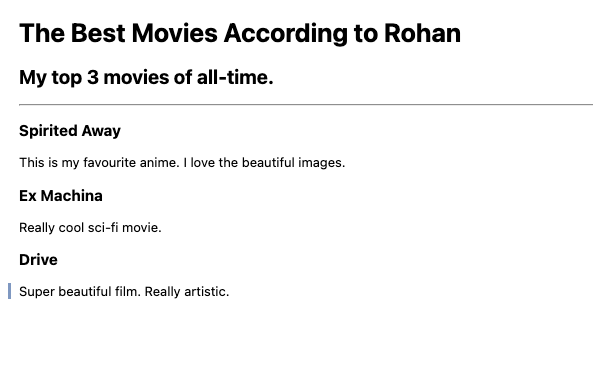 The Best Movies According to Rohan
My top 3 movies of all-time.
Spirited Away
This is my favourite anime. I love the beautiful images.
Ex Machina
Really cool sci-fi movie.
Drive
Super beautiful film. Really artistic.